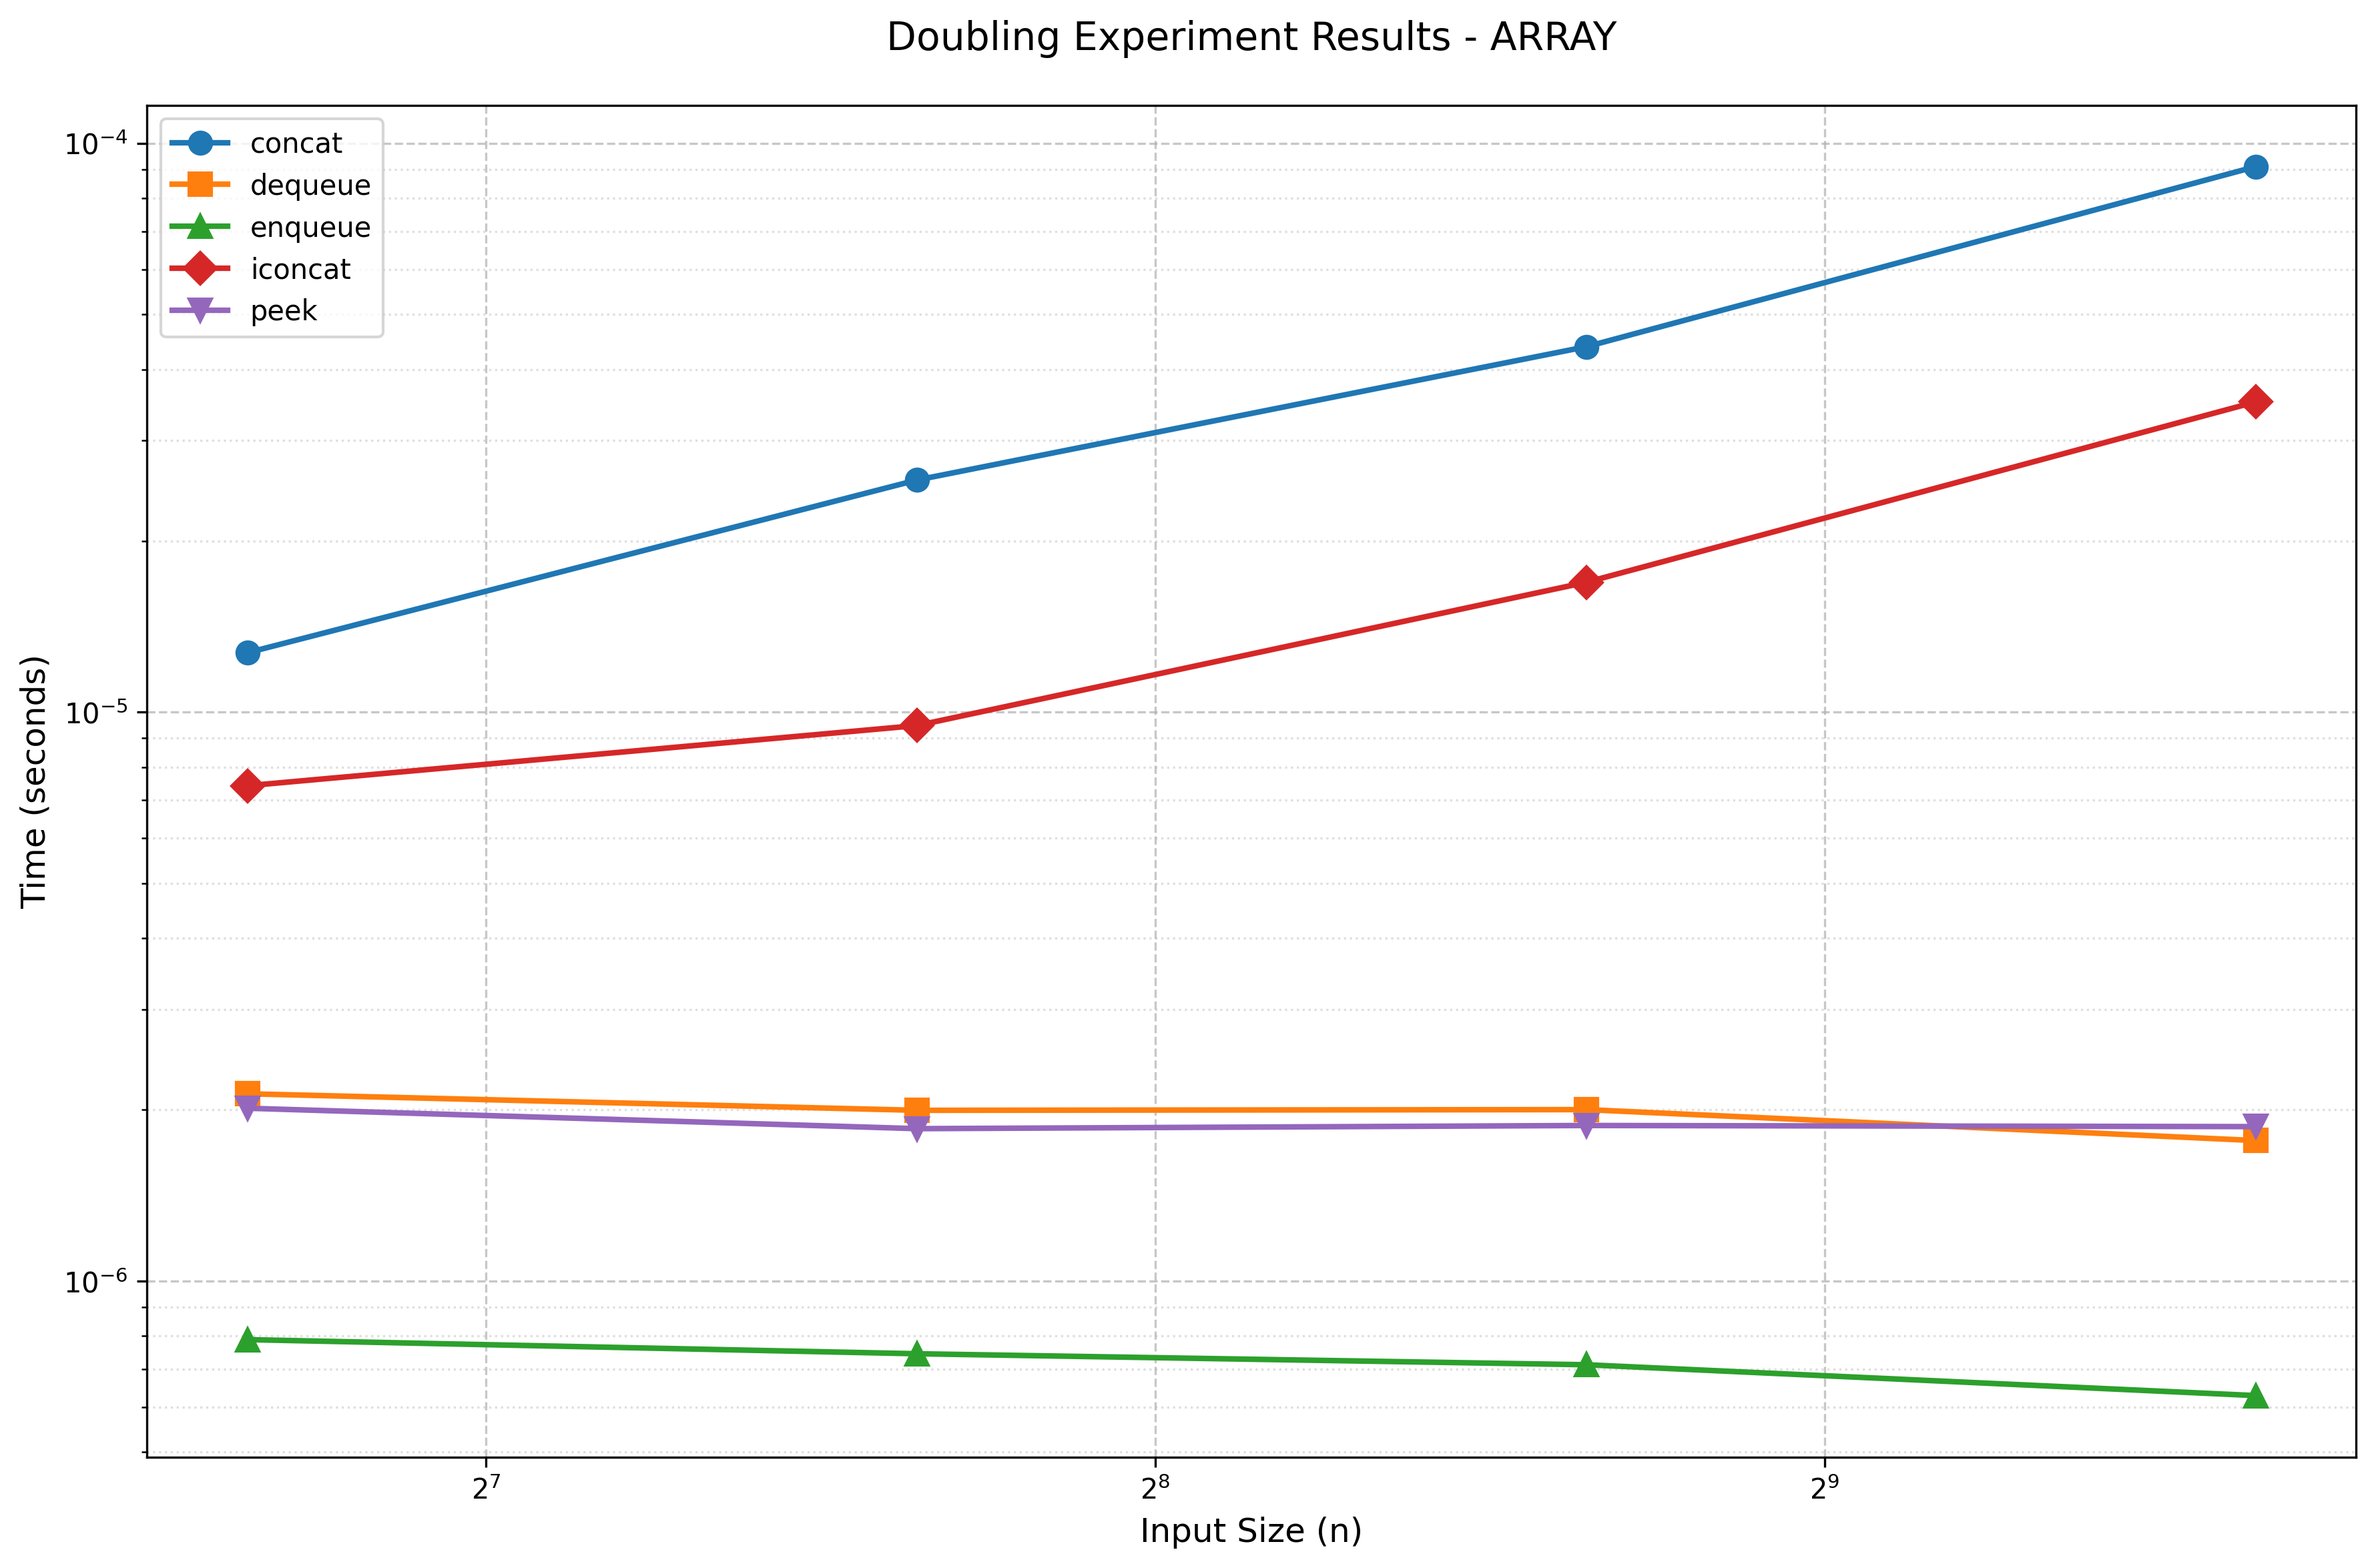 Doubling Experiment Results - ARRAY
concat
dequeue
enqueue
iconcat
peek
10⁻⁴
10⁻⁵
10⁻⁶
Time (seconds)
2⁷
2⁸
2⁹
Input Size (n)